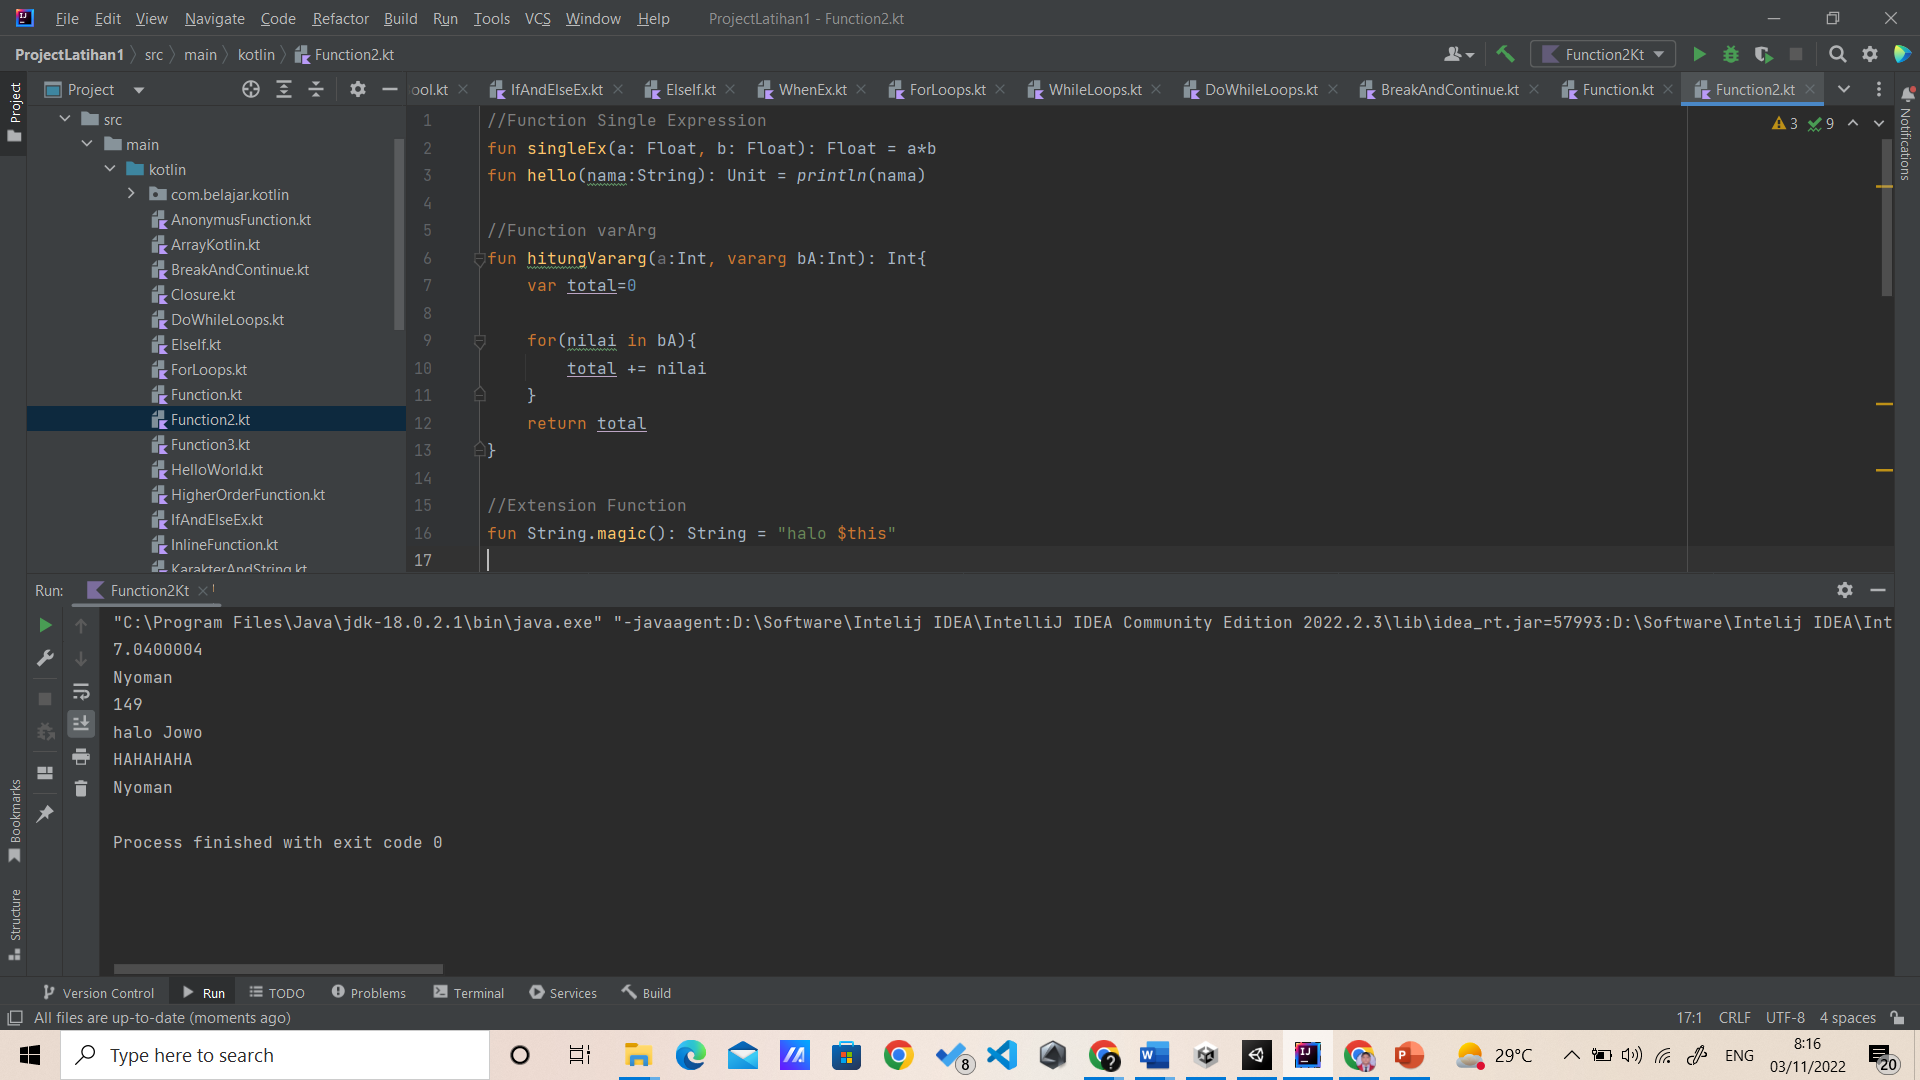 File Edit View Navigate Code Refactor Build Run Tools VCS Window Help ProjectLatihan1 - Function2.kt
ProjectLatihan1 src main kotlin Function2.kt Function2Kt
Project ool.kt IfAndElseEx.kt ElseIf.kt WhenEx.kt ForLoops.kt WhileLoops.kt DoWhileLoops.kt BreakAndContinue.kt Function.kt Function2.kt
Project
Notifications
src
main
kotlin
com.belajar.kotlin
AnonymusFunction.kt
ArrayKotlin.kt
BreakAndContinue.kt
Closure.kt
DoWhileLoops.kt
ElseIf.kt
ForLoops.kt
Function.kt
Function2.kt
Function3.kt
HelloWorld.kt
HigherOrderFunction.kt
IfAndElseEx.kt
InlineFunction.kt
KarakterAndString.kt
3 9
1 //Function Single Expression
2 fun singleEx(a: Float, b: Float): Float = a*b
3 fun hello(nama:String): Unit = println(nama)
4
5 //Function varArg
6 fun hitungVararg(a:Int, vararg bA:Int): Int{
7 var total=0
8
9 for(nilai in bA){
10 total += nilai
11 }
12 return total
13 }
14
15 //Extension Function
16 fun String.magic(): String = "halo $this"
17
Run: Function2Kt
"C:\Program Files\Java\jdk-18.0.2.1\bin\java.exe" "-javaagent:D:\Software\Intelij IDEA\IntelliJ IDEA Community Edition 2022.2.3\lib\idea_rt.jar=57993:D:\Software\Intelij IDEA\Int
7.0400004
Nyoman
149
halo Jowo
HAHAHAHA
Nyoman
Process finished with exit code 0
Bookmarks
Structure
Version Control Run TODO Problems Terminal Services Build
All files are up-to-date (moments ago) 17:1 CRLF UTF-8 4 spaces
Type here to search 8 29°C ENG 8:16
03/11/2022 20